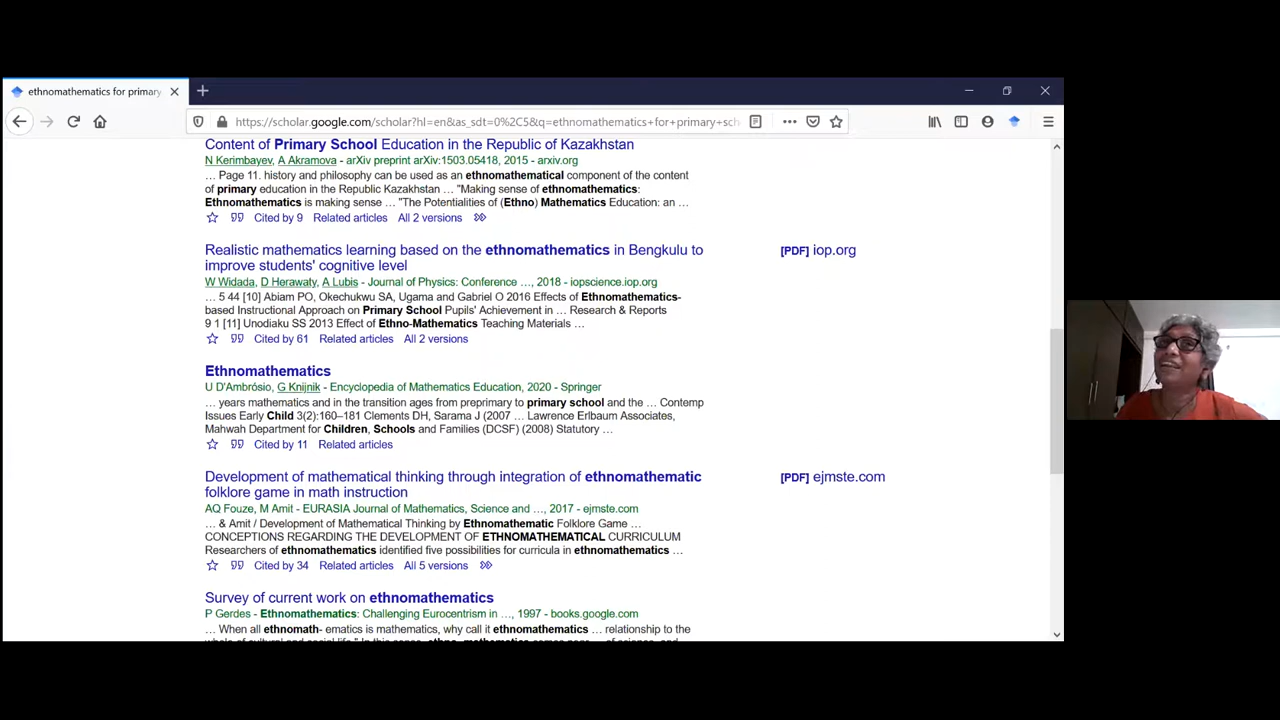 ethnomathematics for primary
https://scholar.google.com/scholar?hl=en&as_sdt=0%2C5&q=ethnomathematics+for+primary+sch
Content of Primary School Education in the Republic of Kazakhstan
N Kerimbayev, A Akramova - arXiv preprint arXiv:1503.05418, 2015 - arxiv.org
... Page 11. history and philosophy can be used as an ethnomathematical component of the content
of primary education in the Republic Kazakhstan ... "Making sense of ethnomathematics:
Ethnomathematics is making sense ... "The Potentialities of (Ethno) Mathematics Education: an ...
Cited by 9 Related articles All 2 versions
Realistic mathematics learning based on the ethnomathematics in Bengkulu to
improve students' cognitive level
[PDF] iop.org
W Widada, D Herawaty, A Lubis - Journal of Physics: Conference ..., 2018 - iopscience.iop.org
... 5 44 [10] Abiam PO, Okechukwu SA, Ugama and Gabriel O 2016 Effects of Ethnomathematics-
based Instructional Approach on Primary School Pupils' Achievement in ... Research & Reports
9 1 [11] Unodiaku SS 2013 Effect of Ethno-Mathematics Teaching Materials ...
Cited by 61 Related articles All 2 versions
Ethnomathematics
U D'Ambrósio, G Knijnik - Encyclopedia of Mathematics Education, 2020 - Springer
... years mathematics and in the transition ages from preprimary to primary school and the ... Contemp
Issues Early Child 3(2):160–181 Clements DH, Sarama J (2007 ... Lawrence Erlbaum Associates,
Mahwah Department for Children, Schools and Families (DCSF) (2008) Statutory ...
Cited by 11 Related articles
Development of mathematical thinking through integration of ethnomathematic
folklore game in math instruction
[PDF] ejmste.com
AQ Fouze, M Amit - EURASIA Journal of Mathematics, Science and ..., 2017 - ejmste.com
... & Amit / Development of Mathematical Thinking by Ethnomathematic Folklore Game ...
CONCEPTIONS REGARDING THE DEVELOPMENT OF ETHNOMATHEMATICAL CURRICULUM
Researchers of ethnomathematics identified five possibilities for curricula in ethnomathematics ...
Cited by 34 Related articles All 5 versions
Survey of current work on ethnomathematics
P Gerdes - Ethnomathematics: Challenging Eurocentrism in ..., 1997 - books.google.com
... When all ethnomath- ematics is mathematics, why call it ethnomathematics ... relationship to the